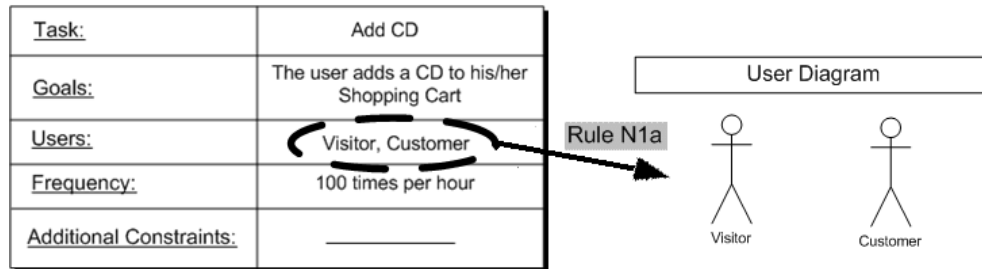 Task:
Add CD
Goals:
The user adds a CD to his/her
Shopping Cart
Users:
Visitor, Customer
Frequency:
100 times per hour
Additional Constraints:
Rule N1a
User Diagram
Visitor
Customer